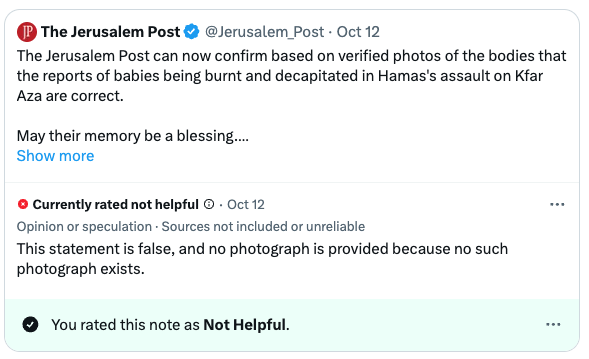 The Jerusalem Post @Jerusalem_Post · Oct 12
The Jerusalem Post can now confirm based on verified photos of the bodies that
the reports of babies being burnt and decapitated in Hamas's assault on Kfar
Aza are correct.
May their memory be a blessing....
Show more
Currently rated not helpful · Oct 12
Opinion or speculation · Sources not included or unreliable
This statement is false, and no photograph is provided because no such
photograph exists.
You rated this note as Not Helpful.